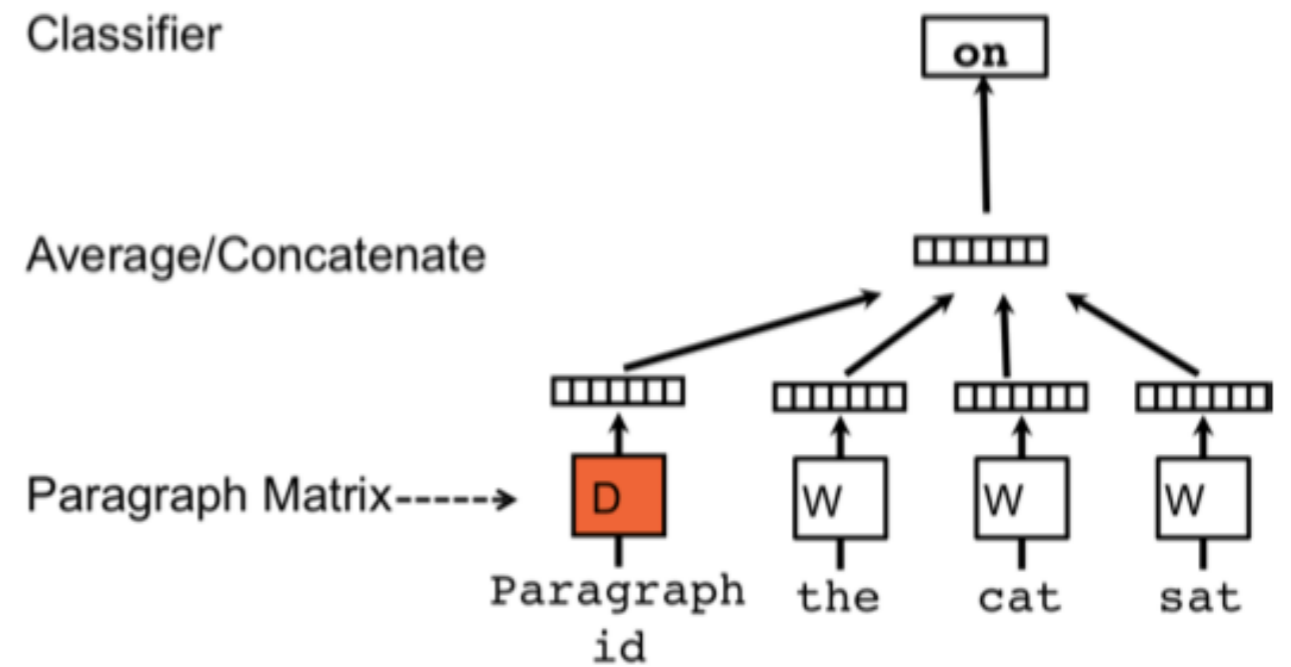 Classifier
on
Average/Concatenate
Paragraph Matrix
D
W
W
W
Paragraph
id
the
cat
sat